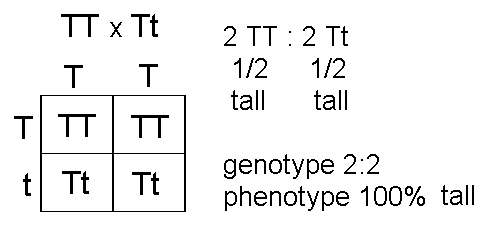 TT x Tt
T T
T TT TT
t Tt Tt
2 TT : 2 Tt
1/2 1/2
tall tall
genotype 2:2
phenotype 100% tall